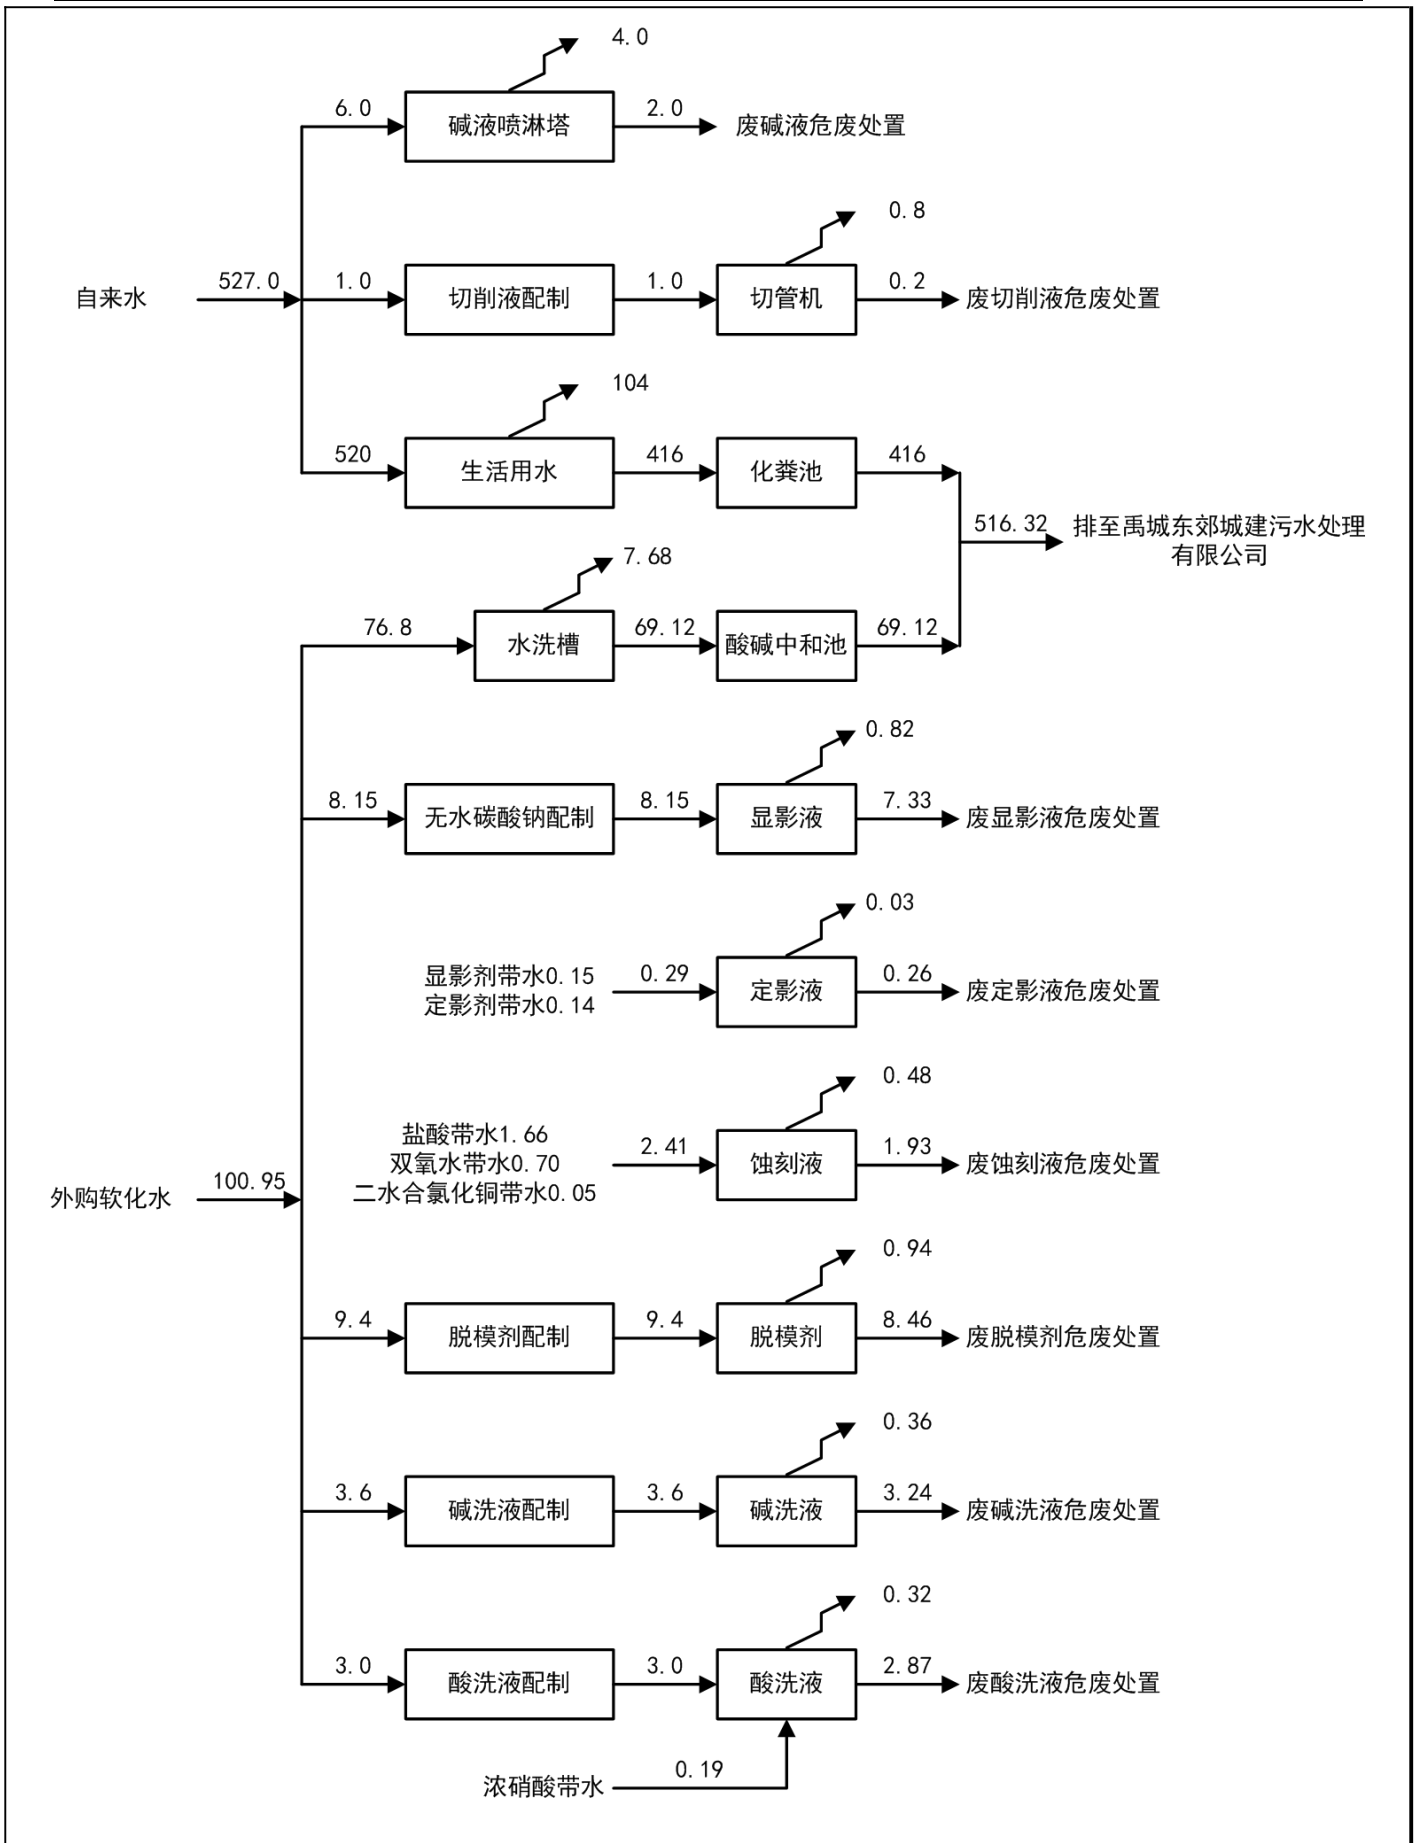 4.0
6.0
碱液喷淋塔
2.0
废碱液危废处置
0.8
自来水
527.0
1.0
切削液配制
1.0
切管机
0.2
废切削液危废处置
104
520
生活用水
416
化粪池
416
516.32
排至禹城东郊城建污水处理
有限公司
7.68
76.8
水洗槽
69.12
酸碱中和池
69.12
0.82
8.15
无水碳酸钠配制
8.15
显影液
7.33
废显影液危废处置
0.03
显影剂带水0.15
定影剂带水0.14
0.29
定影液
0.26
废定影液危废处置
0.48
盐酸带水1.66
双氧水带水0.70
二水合氯化铜带水0.05
2.41
蚀刻液
1.93
废蚀刻液危废处置
外购软化水
100.95
0.94
9.4
脱模剂配制
9.4
脱模剂
8.46
废脱模剂危废处置
0.36
3.6
碱洗液配制
3.6
碱洗液
3.24
废碱洗液危废处置
0.32
3.0
酸洗液配制
3.0
酸洗液
2.87
废酸洗液危废处置
浓硝酸带水
0.19